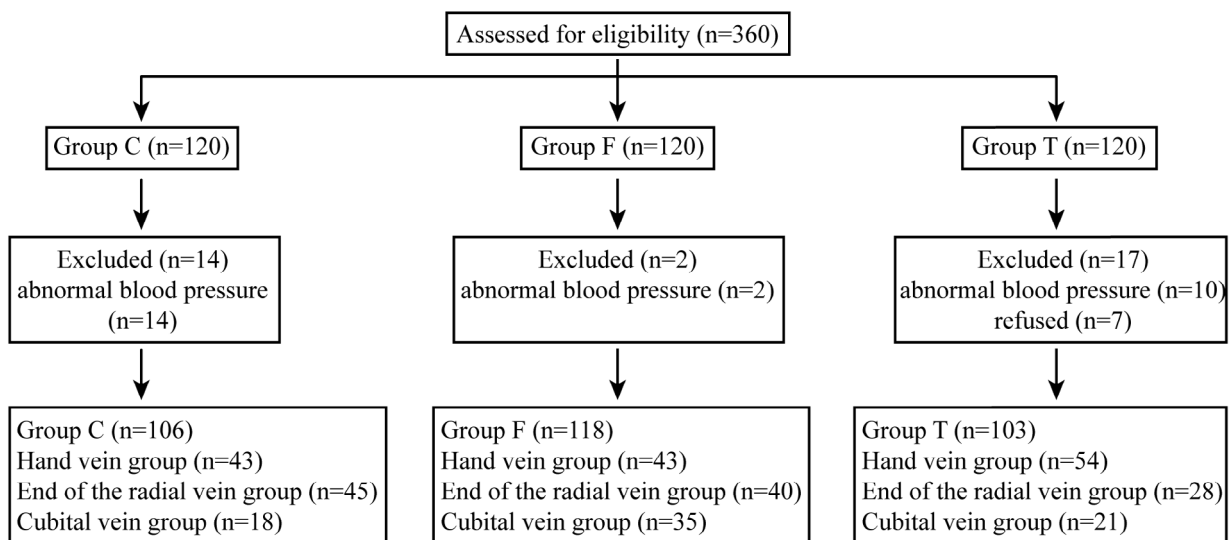 Assessed for eligibility (n=360)
Group C (n=120)
Group F (n=120)
Group T (n=120)
Excluded (n=14)
abnormal blood pressure
(n=14)
Excluded (n=2)
abnormal blood pressure (n=2)
Excluded (n=17)
abnormal blood pressure (n=10)
refused (n=7)
Group C (n=106)
Hand vein group (n=43)
End of the radial vein group (n=45)
Cubital vein group (n=18)
Group F (n=118)
Hand vein group (n=43)
End of the radial vein group (n=40)
Cubital vein group (n=35)
Group T (n=103)
Hand vein group (n=54)
End of the radial vein group (n=28)
Cubital vein group (n=21)